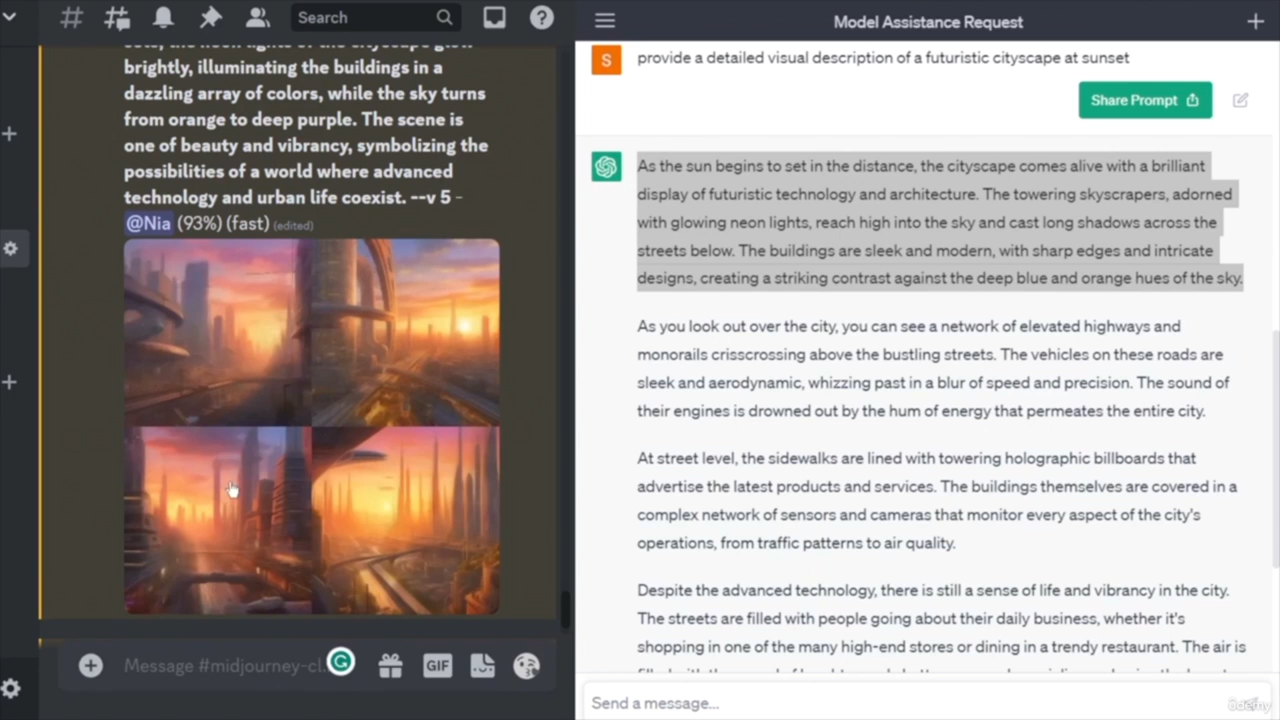 Search
brightly, illuminating the buildings in a
dazzling array of colors, while the sky turns
from orange to deep purple. The scene is
one of beauty and vibrancy, symbolizing the
possibilities of a world where advanced
technology and urban life coexist. --v 5 -
@Nia (93%) (fast) (edited)
Message #midjourney-cl.
GIF
Model Assistance Request
S
provide a detailed visual description of a futuristic cityscape at sunset
Share Prompt
As the sun begins to set in the distance, the cityscape comes alive with a brilliant
display of futuristic technology and architecture. The towering skyscrapers, adorned
with glowing neon lights, reach high into the sky and cast long shadows across the
streets below. The buildings are sleek and modern, with sharp edges and intricate
designs, creating a striking contrast against the deep blue and orange hues of the sky.
As you look out over the city, you can see a network of elevated highways and
monorails crisscrossing above the bustling streets. The vehicles on these roads are
sleek and aerodynamic, whizzing past in a blur of speed and precision. The sound of
their engines is drowned out by the hum of energy that permeates the entire city.
At street level, the sidewalks are lined with towering holographic billboards that
advertise the latest products and services. The buildings themselves are covered in a
complex network of sensors and cameras that monitor every aspect of the city's
operations, from traffic patterns to air quality.
Despite the advanced technology, there is still a sense of life and vibrancy in the city.
The streets are filled with people going about their daily business, whether it's
shopping in one of the many high-end stores or dining in a trendy restaurant. The air is
Send a message...
ûdemy